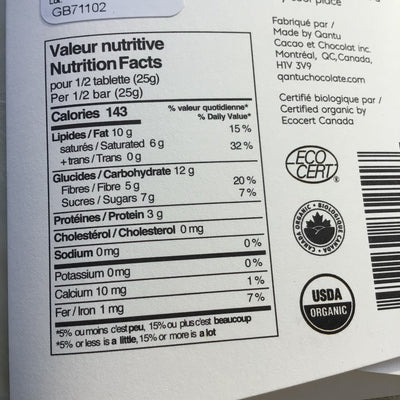 GB71102
cool place
Fabriqué par /
Made by Qantu
Cacao et Chocolat inc.
Montréal, QC, Canada,
H1V 3V9
qantuchocolate.com
Certifié biologique par /
Certified organic by
Ecocert Canada
ECO
CERT
®
CANADA ORGANIC • BIOLOGIQUE CANADA
USDA
ORGANIC
Valeur nutritive
Nutrition Facts
pour 1/2 tablette (25g)
Per 1/2 bar (25g)
Calories 143 % valeur quotidienne*
% Daily Value*
Lipides / Fat 10 g 15 %
saturés / Saturated 6 g 32 %
+ trans / Trans 0 g
Glucides / Carbohydrate 12 g
Fibres / Fibre 5 g 20 %
Sucres / Sugars 7 g 7 %
Protéines / Protein 3 g
Cholestérol / Cholesterol 0 mg
Sodium 0 mg 0 %
Potassium 0 mg 0 %
Calcium 10 mg 1 %
Fer / Iron 1 mg 7 %
*5% ou moins c'est peu, 15% ou plus c'est beaucoup
*5% or less is a little, 15% or more is a lot